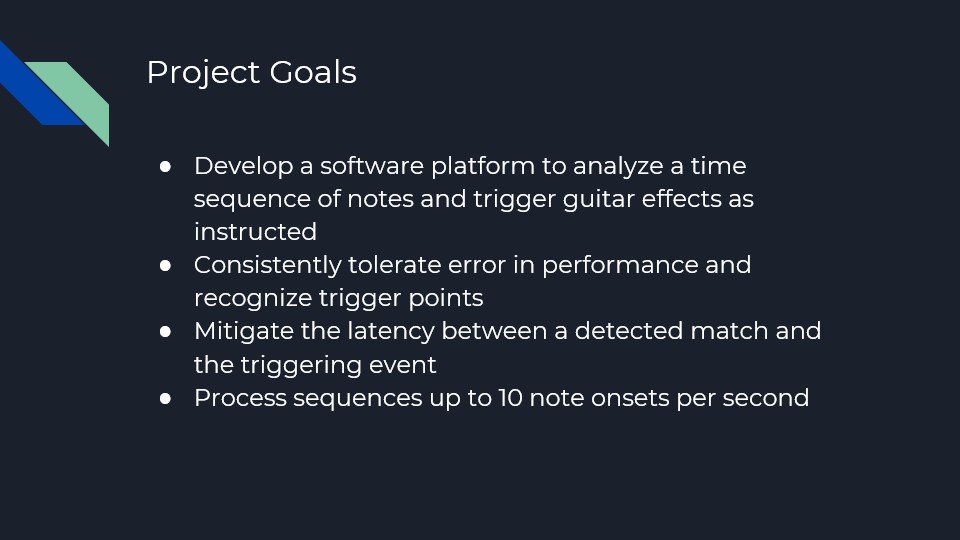 Project Goals
● Develop a software platform to analyze a time
sequence of notes and trigger guitar effects as
instructed
● Consistently tolerate error in performance and
recognize trigger points
● Mitigate the latency between a detected match and
the triggering event
● Process sequences up to 10 note onsets per second